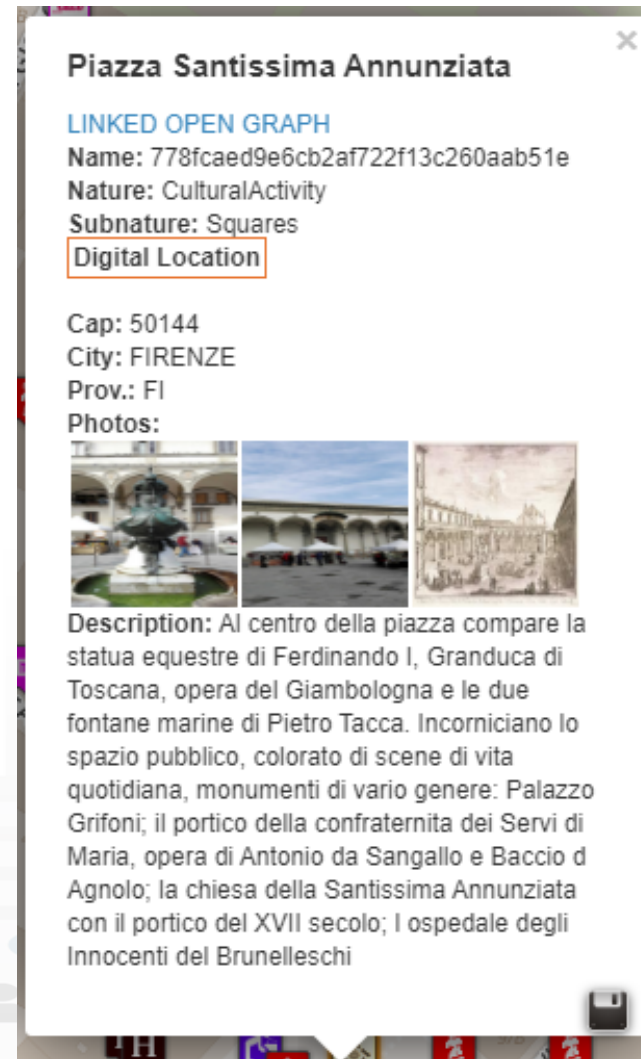 Piazza Santissima Annunziata
×
LINKED OPEN GRAPH
Name: 778fcaed9e6cb2af722f13c260aab51e
Nature: CulturalActivity
Subnature: Squares
Digital Location
Cap: 50144
City: FIRENZE
Prov.: FI
Photos:
Description: Al centro della piazza compare la
statua equestre di Ferdinando I, Granduca di
Toscana, opera del Giambologna e le due
fontane marine di Pietro Tacca. Incorniciano lo
spazio pubblico, colorato di scene di vita
quotidiana, monumenti di vario genere: Palazzo
Grifoni; il portico della confraternita dei Servi di
Maria, opera di Antonio da Sangallo e Baccio d
Agnolo; la chiesa della Santissima Annunziata
con il portico del XVII secolo; l ospedale degli
Innocenti del Brunelleschi